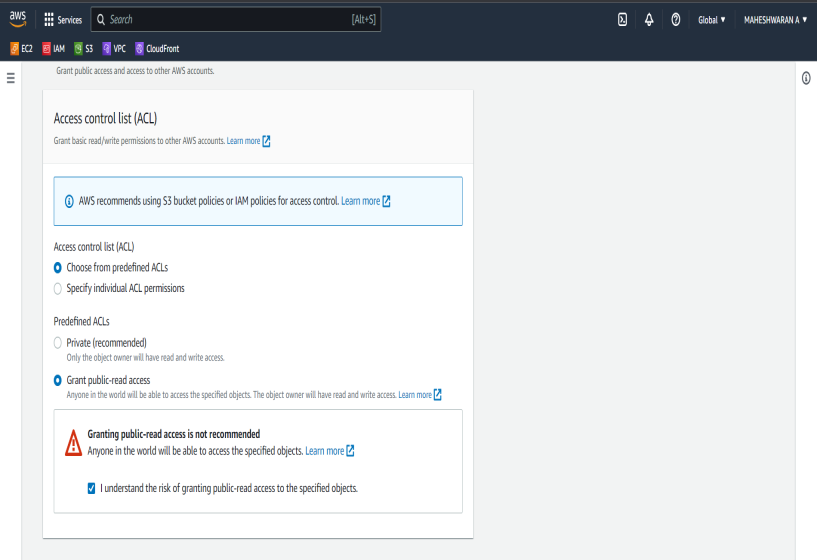 aws
Services
Search
[Alt+S]
Global ▼
MAHESHWARAN A ▼
EC2
IAM
S3
VPC
CloudFront
Grant public access and access to other AWS accounts.
Access control list (ACL)
Grant basic read/write permissions to other AWS accounts. Learn more
AWS recommends using S3 bucket policies or IAM policies for access control. Learn more
Access control list (ACL)
Choose from predefined ACLs
Specify individual ACL permissions
Predefined ACLs
Private (recommended)
Only the object owner will have read and write access.
Grant public-read access
Anyone in the world will be able to access the specified objects. The object owner will have read and write access. Learn more
Granting public-read access is not recommended
Anyone in the world will be able to access the specified objects. Learn more
I understand the risk of granting public-read access to the specified objects.